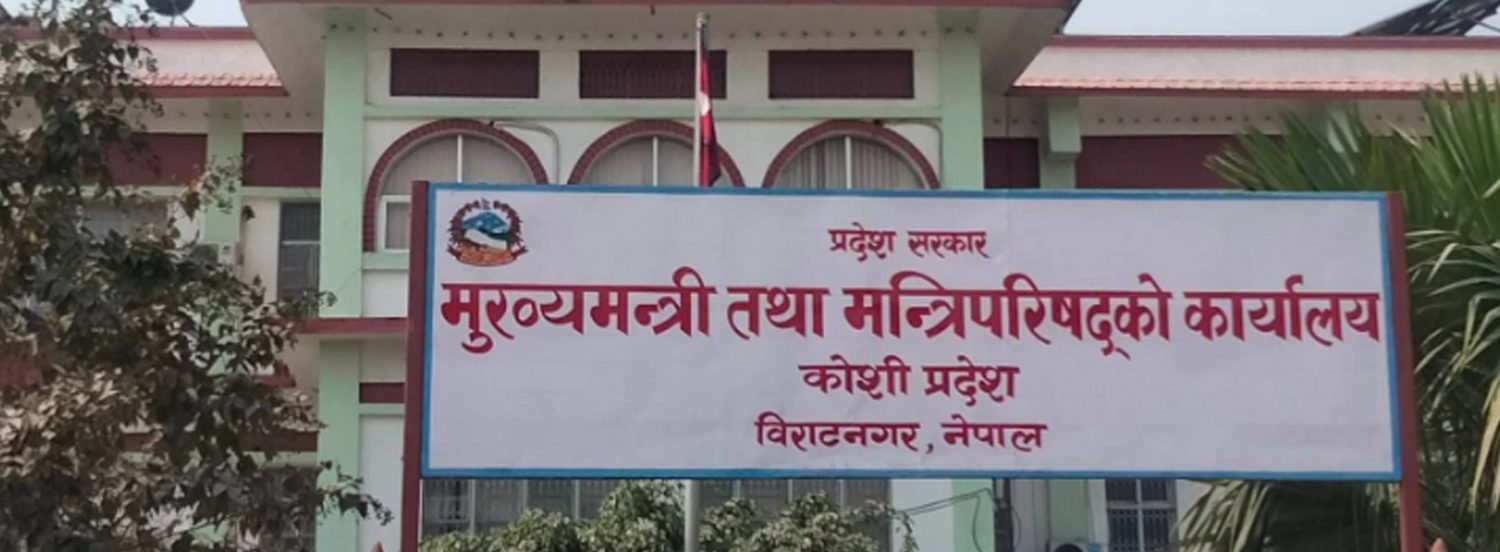 प्रदेश सरकार
मुख्यमन्त्री तथा मन्त्रिपरिषद्को कार्यालय
कोशी प्रदेश
विराटनगर, नेपाल